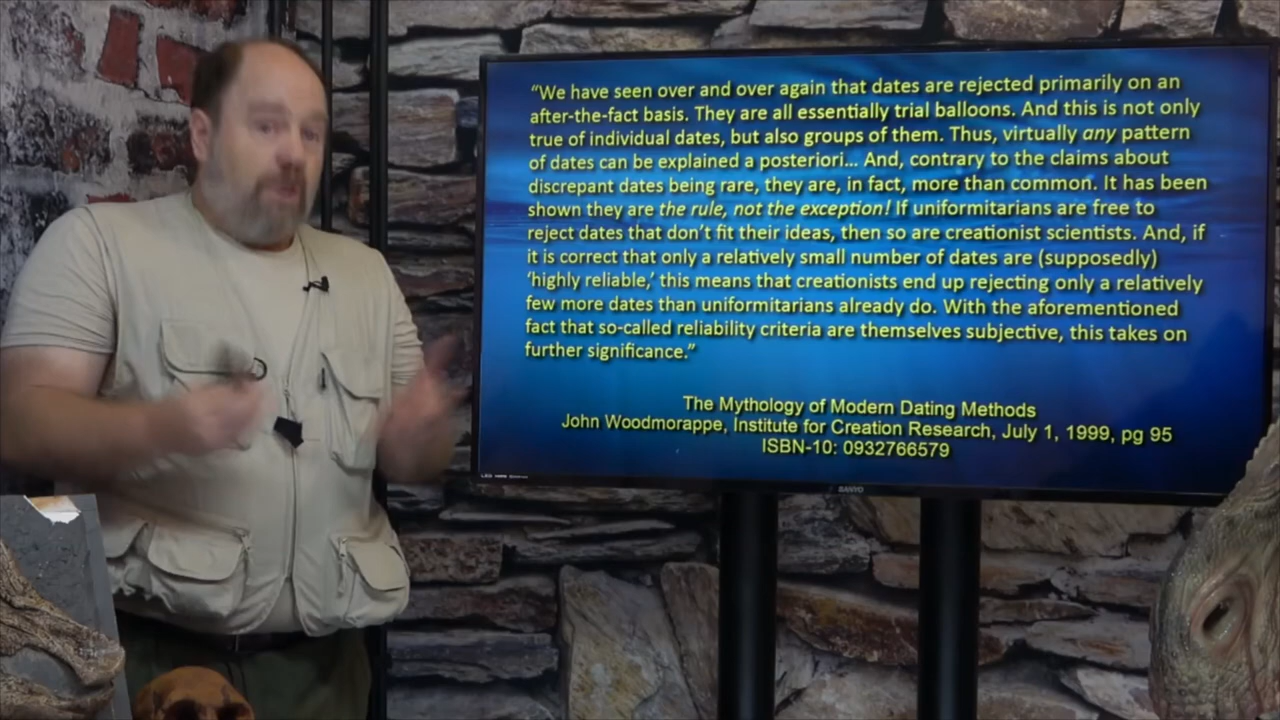 “We have seen over and over again that dates are rejected primarily on an
after-the-fact basis. They are all essentially trial balloons. And this is not only
true of individual dates, but also groups of them. Thus, virtually any pattern
of dates can be explained a posteriori... And, contrary to the claims about
discrepant dates being rare, they are, in fact, more than common. It has been
shown they are the rule, not the exception! If uniformitarians are free to
reject dates that don’t fit their ideas, then so are creationist scientists. And, if
it is correct that only a relatively small number of dates are (supposedly)
‘highly reliable,’ this means that creationists end up rejecting only a relatively
few more dates than uniformitarians already do. With the aforementioned
fact that so-called reliability criteria are themselves subjective, this takes on
further significance.”
The Mythology of Modern Dating Methods
John Woodmorappe, Institute for Creation Research, July 1, 1999, pg 95
ISBN-10: 0932766579
SANYO